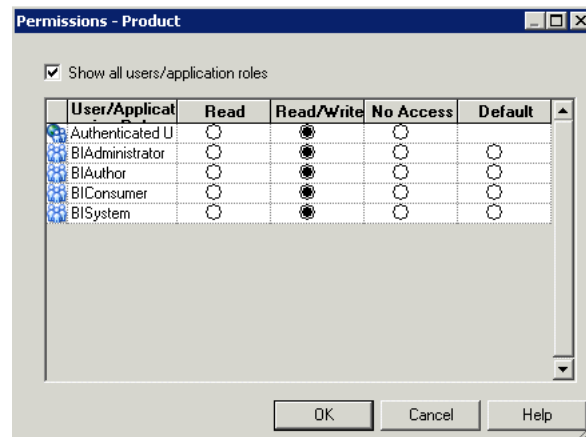 Permissions - Product
Show all users/application roles
User/Applicat Read Read/Write No Access Default
Authenticated U
BIAdministrator
BIAuthor
BIConsumer
BISystem
OK Cancel Help